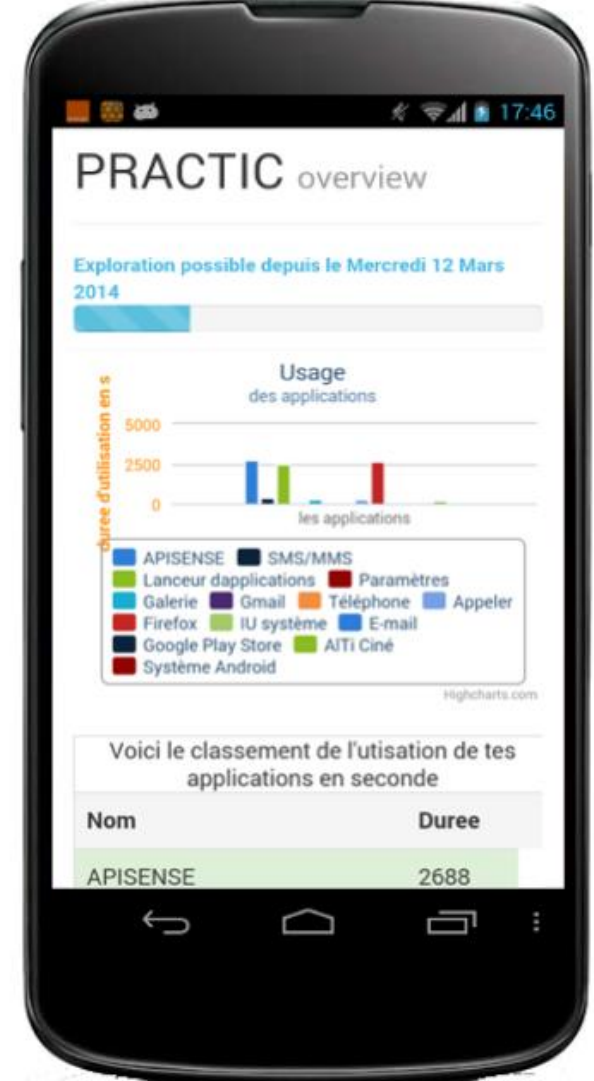 17:46
PRACTIC overview
Exploration possible depuis le Mercredi 12 Mars
2014
Usage
des applications
duree d'utilisation en s
5000
2500
0
les applications
APISENSE SMS/MMS
Lanceur dapplications Paramètres
Galerie Gmail Téléphone Appeler
Firefox IU système E-mail
Google Play Store AlTi Ciné
Système Android
Highcharts.com
Voici le classement de l'utisation de tes
applications en seconde
Nom Duree
APISENSE 2688